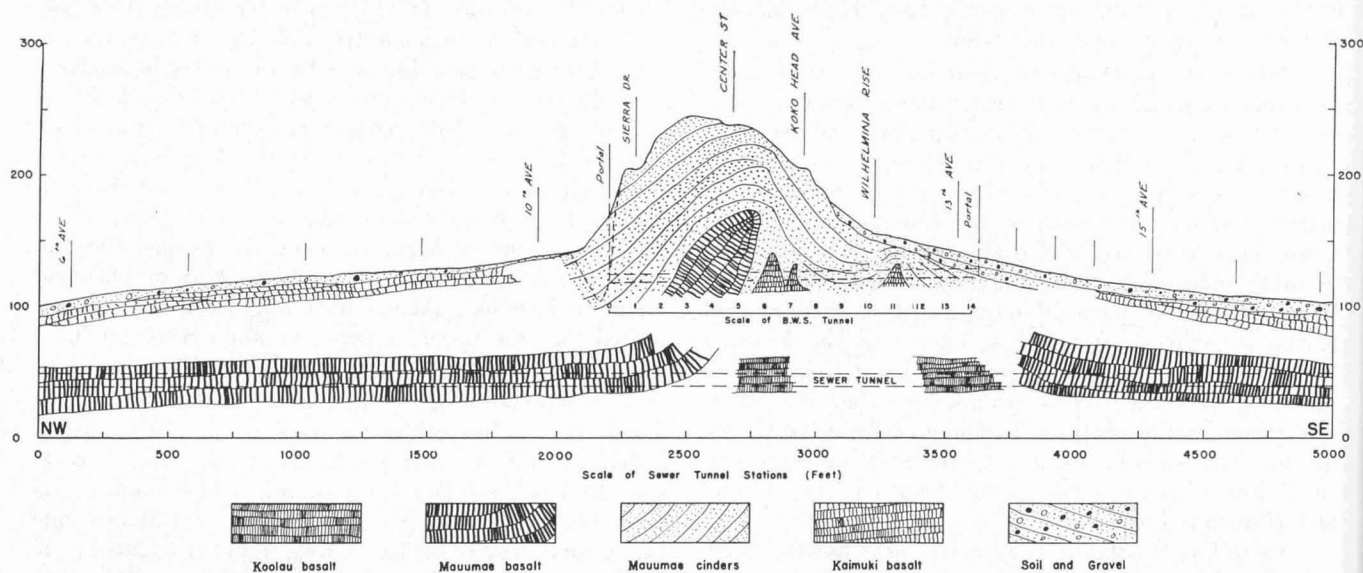 300
200
100
0
NW
6th AVE
10th AVE
Portal
SIERRA DR
CENTER ST
KOKO HEAD AVE
WILHELMINA RISE
13th AVE
Portal
15th AVE
300
200
100
0
SE
1 2 3 4 5 6 7 8 9 10 11 12 13 14
Scale of B.W.S. Tunnel
SEWER TUNNEL
0 500 1000 1500 2000 2500 3000 3500 4000 4500 5000
Scale of Sewer Tunnel Stations (Feet)
Koolau basalt
Mauumae basalt
Mauumae cinders
Kaimuki basalt
Soil and Gravel